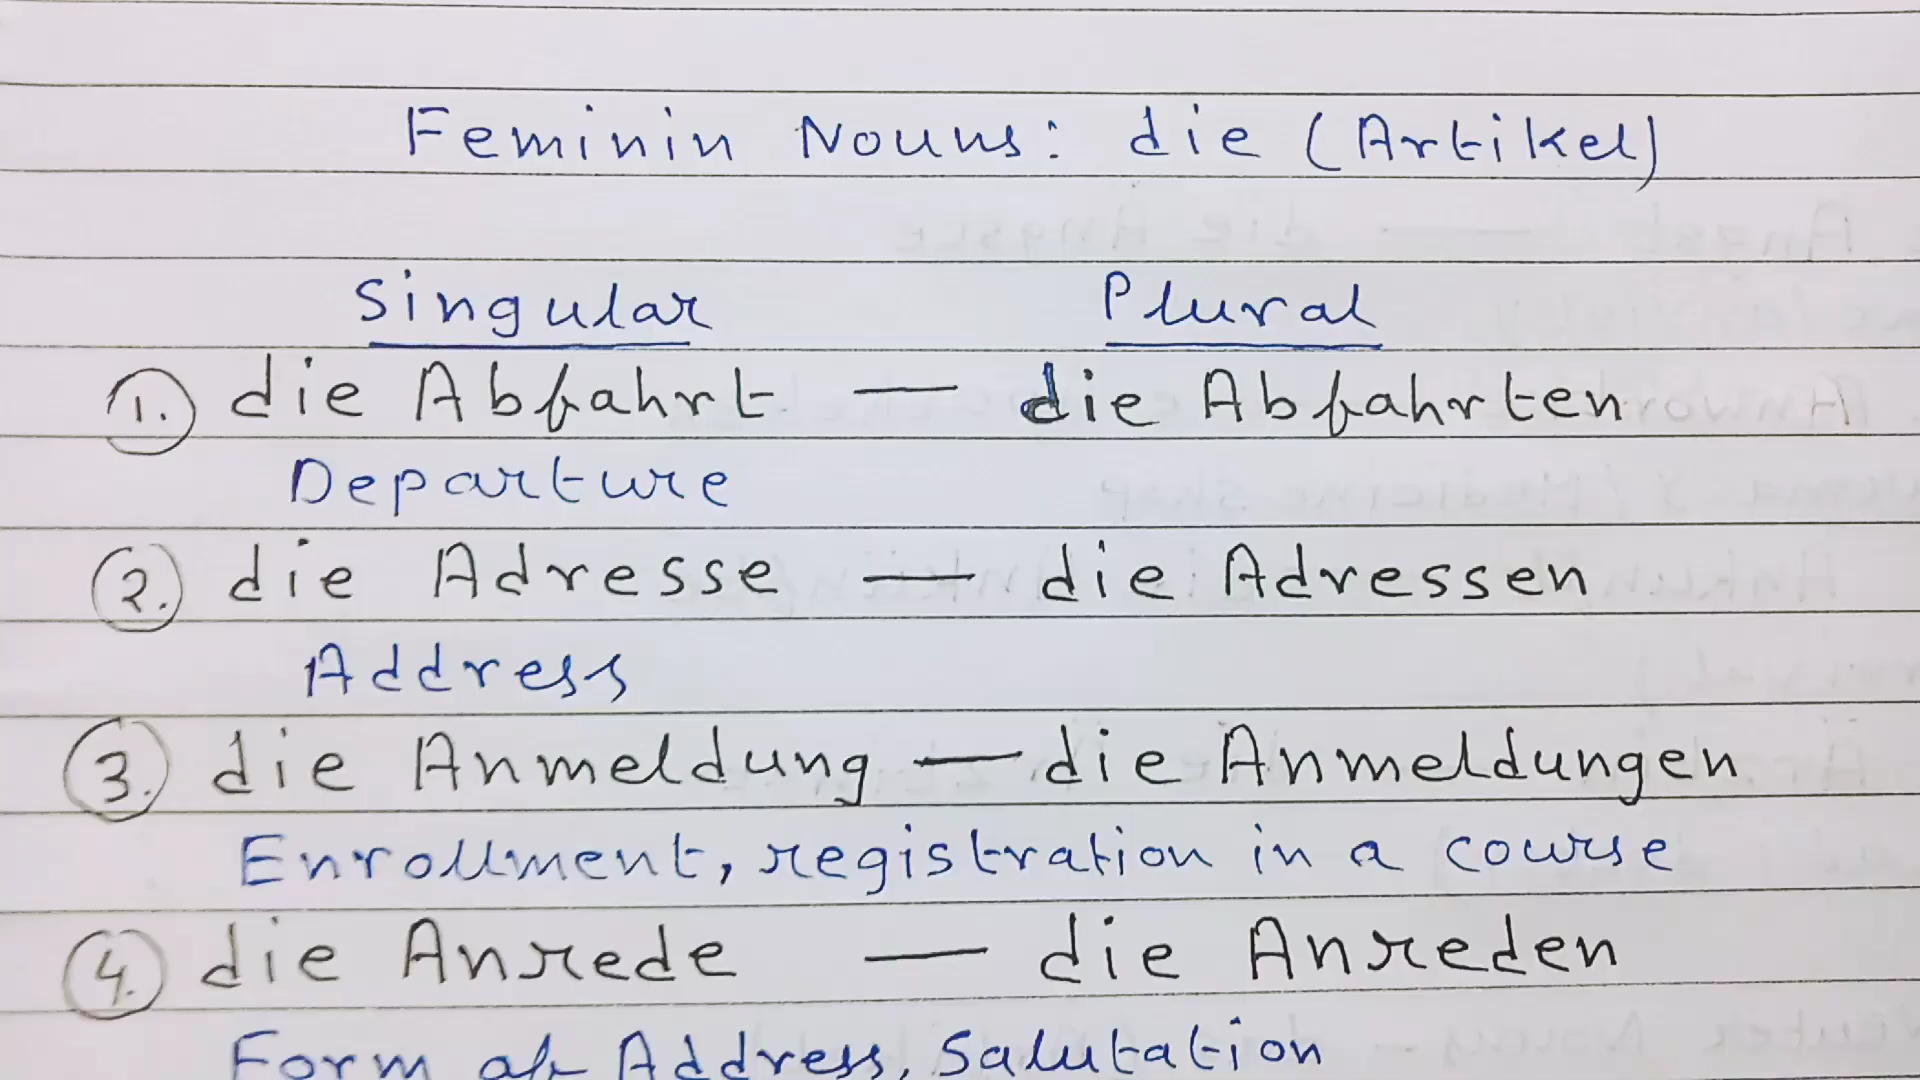 Feminin Nouns: die (Artikel)
Singular Plural
1. die Abfahrt — die Abfahrten
Departure
2. die Adresse — die Adressen
Address
3. die Anmeldung — die Anmeldungen
Enrollment, registration in a course
4. die Anrede — die Anreden
Form of Address, Salutation